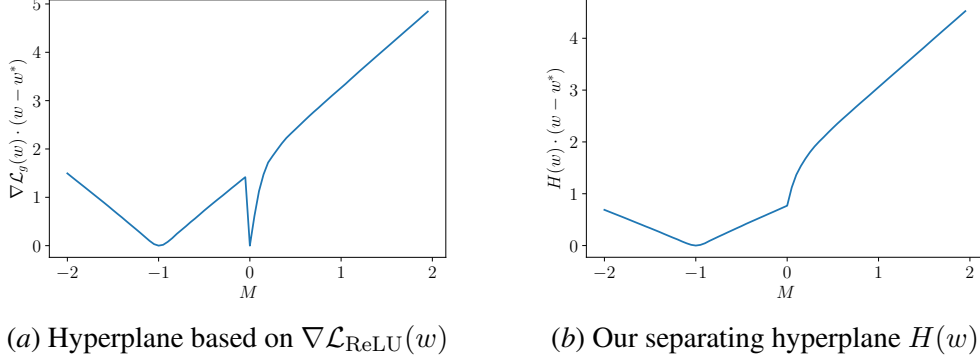 5
4
3
2
1
0
∇ℒ_g(w) · (w − w*)
−2 −1 0 1 2
M
(a) Hyperplane based on ∇ℒ_ReLU(w)
4
3
2
1
0
H(w) · (w − w*)
−2 −1 0 1 2
M
(b) Our separating hyperplane H(w)